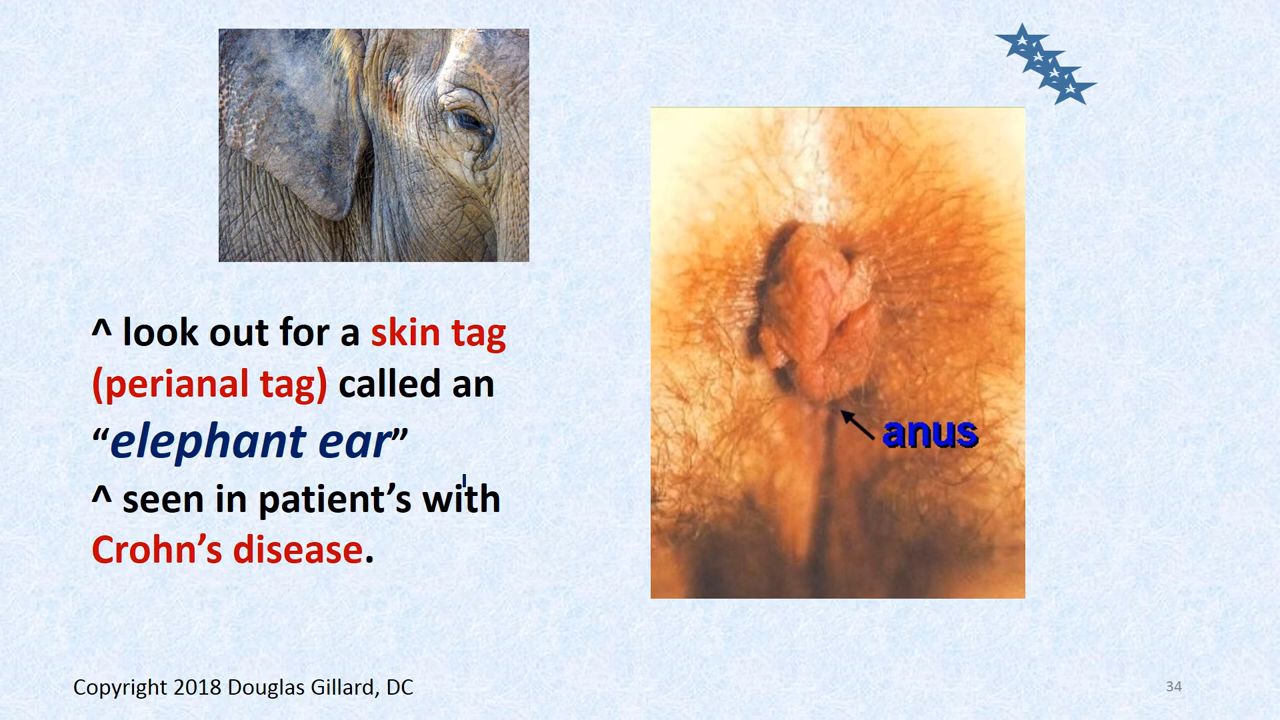 ^ look out for a skin tag
(perianal tag) called an
“elephant ear”
^ seen in patient’s with
Crohn’s disease.
anus
Copyright 2018 Douglas Gillard, DC
34